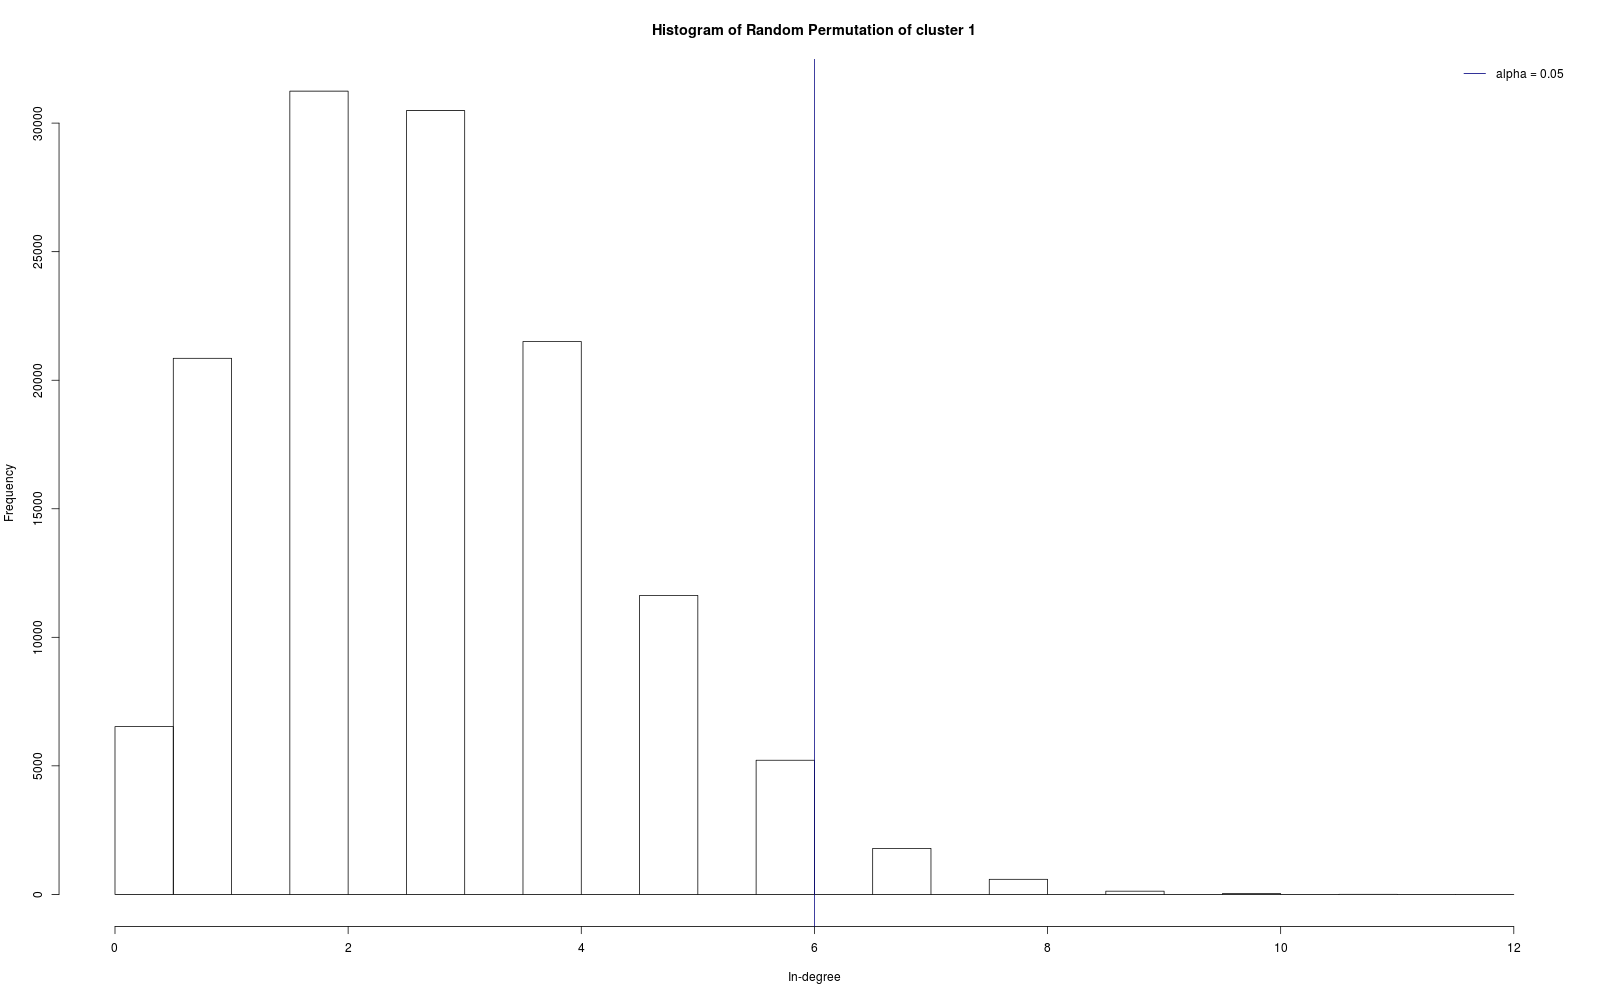 Histogram of Random Permutation of cluster 1
alpha = 0.05
30000
25000
20000
15000
10000
5000
0
Frequency
0 2 4 6 8 10 12
In-degree